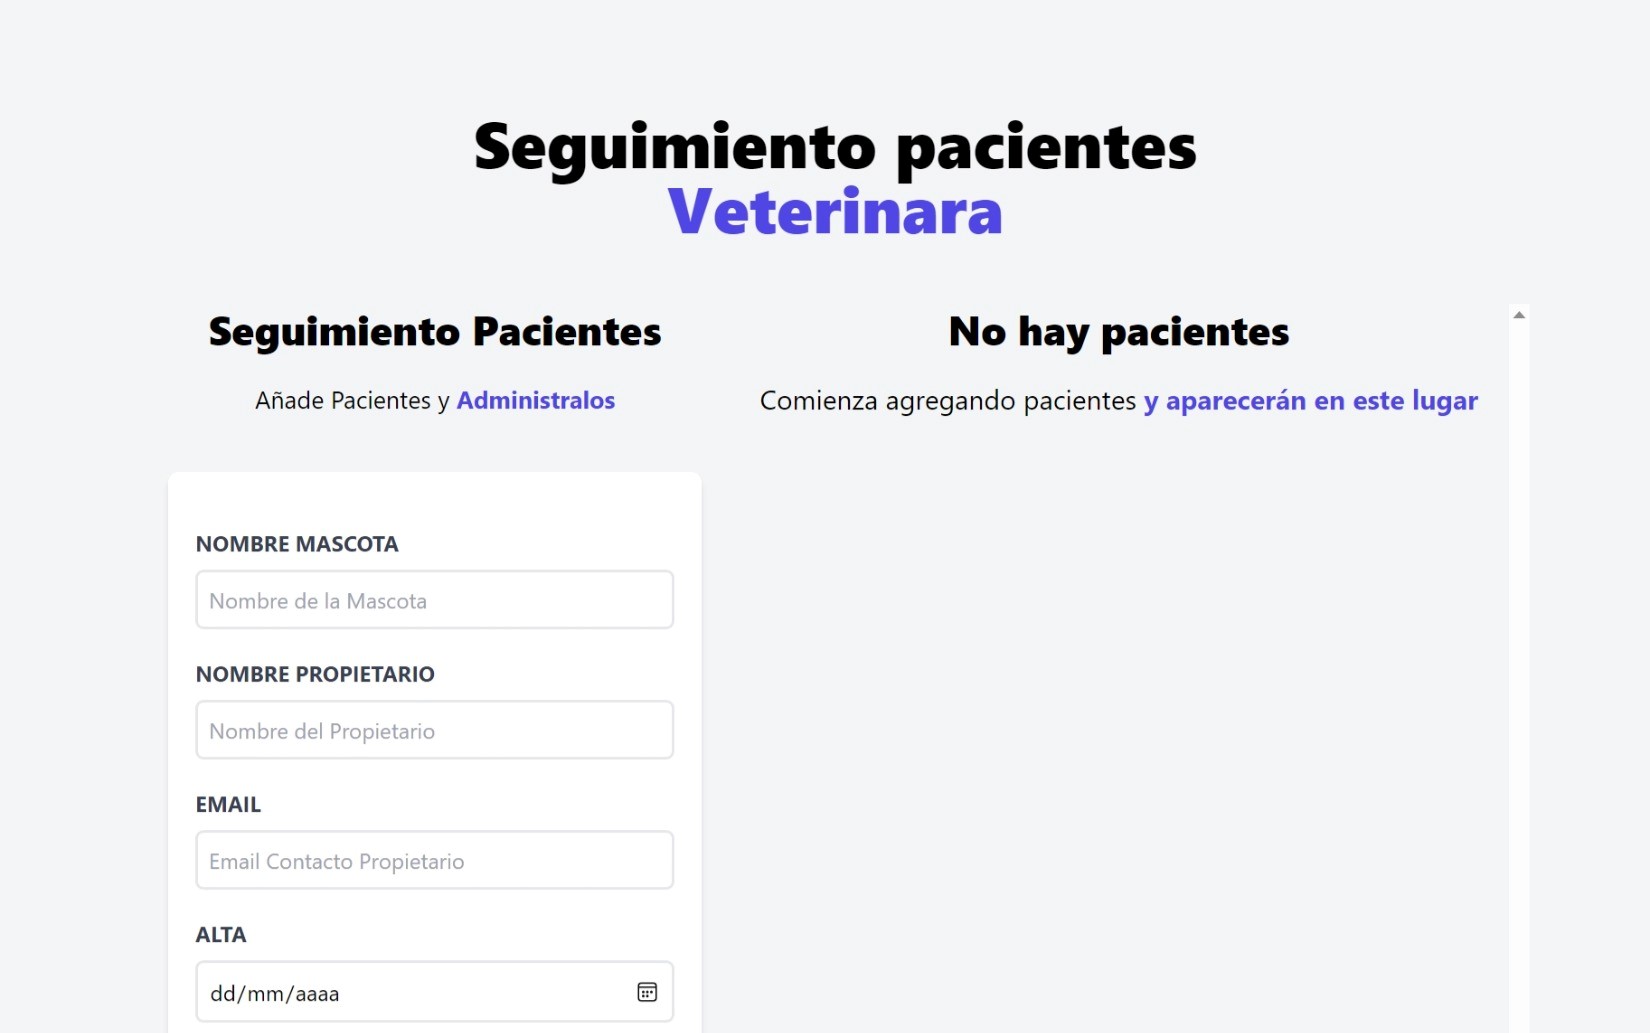 Seguimiento pacientes
Veterinara
Seguimiento Pacientes
Añade Pacientes y Administralos
NOMBRE MASCOTA
Nombre de la Mascota
NOMBRE PROPIETARIO
Nombre del Propietario
EMAIL
Email Contacto Propietario
ALTA
dd/mm/aaaa
No hay pacientes
Comienza agregando pacientes y aparecerán en este lugar